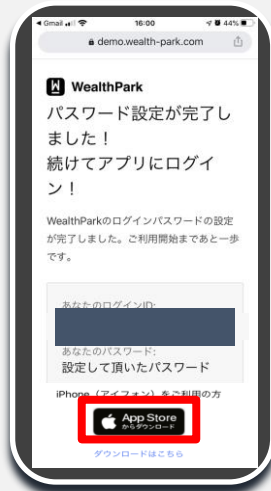 Gmail 16:00 44%
demo.wealth-park.com
WealthPark
パスワード設定が完了し
ました！
続けてアプリにログイ
ン！
WealthParkのログインパスワードの設定
が完了しました。ご利用開始まであと一歩
です。
あなたのログインID:
あなたのパスワード:
設定して頂いたパスワード
iPhone（アイフォン）をご利用の方
App Store
からダウンロード
ダウンロードはこちら